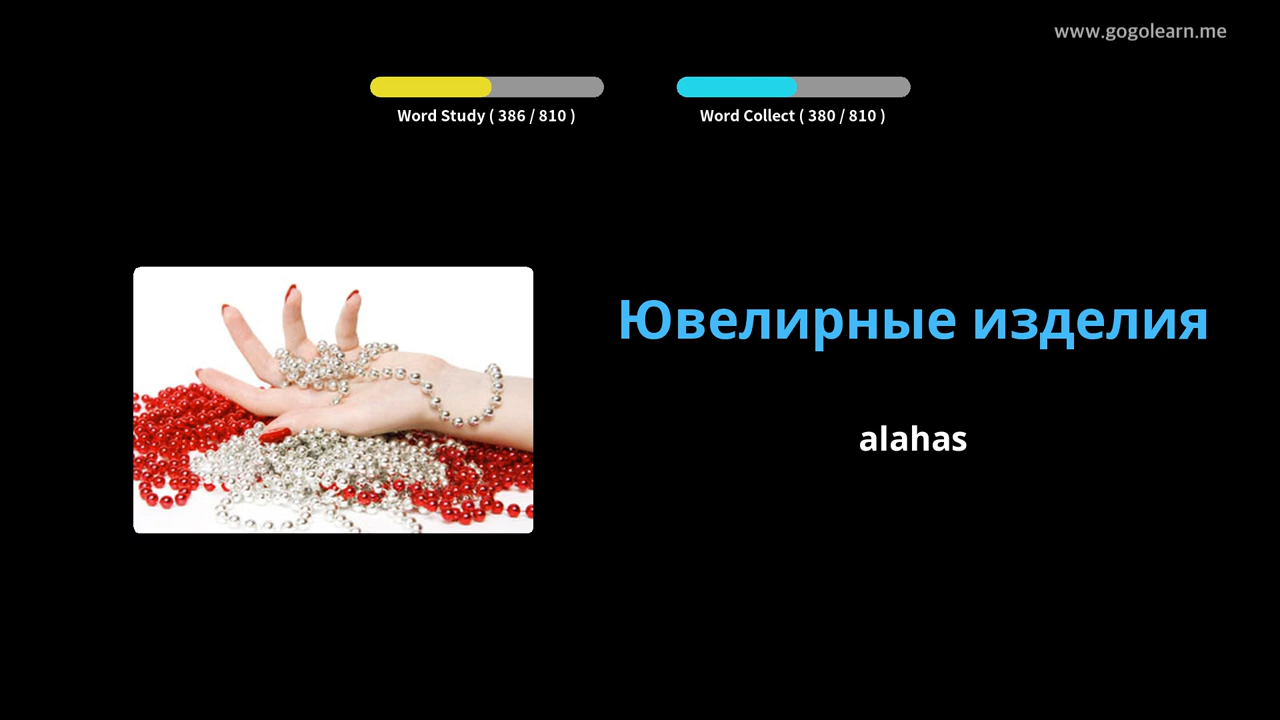 www.gogolearn.me
Word Study ( 386 / 810 )
Word Collect ( 380 / 810 )
Ювелирные изделия
alahas